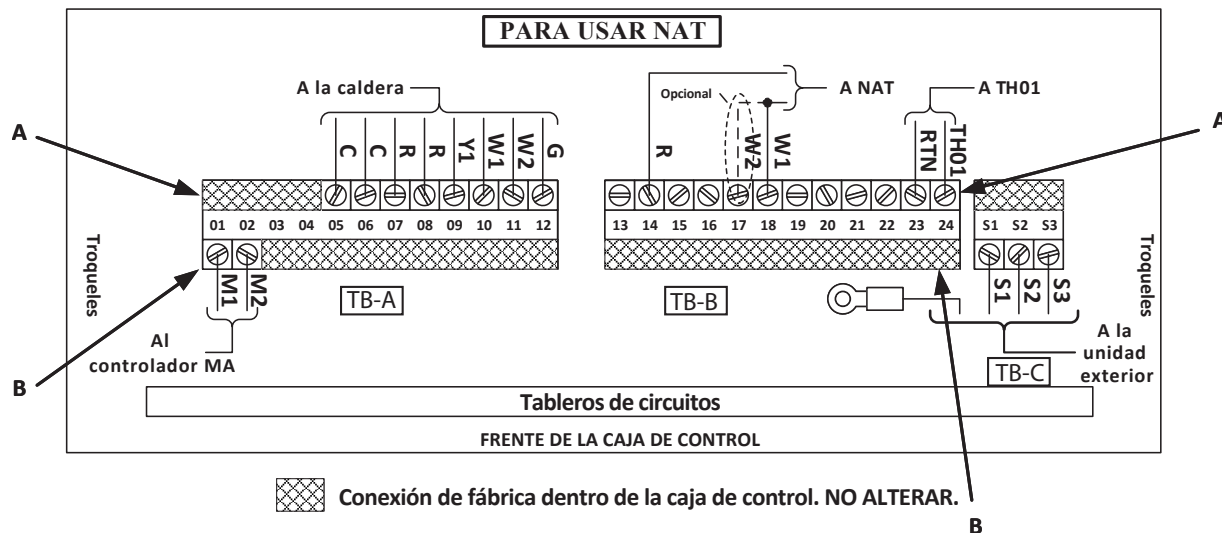 PARA USAR NAT
A la caldera
Opcional
A NAT
A TH01
A
A
C
C
R
R
Y1
W1
W2
G
R
W2
W1
RTN
TH01
01 02 03 04 05 06 07 08 09 10 11 12
13 14 15 16 17 18 19 20 21 22 23 24
S1 S2 S3
Troqueles
Troqueles
M1
M2
TB-A
TB-B
S1
S2
S3
Al
controlador MA
A la
unidad
exterior
B
TB-C
Tableros de circuitos
FRENTE DE LA CAJA DE CONTROL
Conexión de fábrica dentro de la caja de control. NO ALTERAR.
B